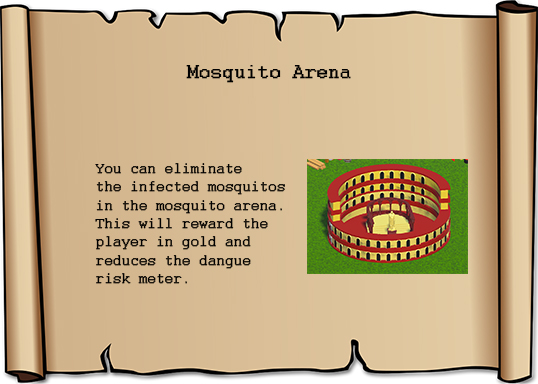 Mosquito Arena
You can eliminate
the infected mosquitos
in the mosquito arena.
This will reward the
player in gold and
reduces the dangue
risk meter.